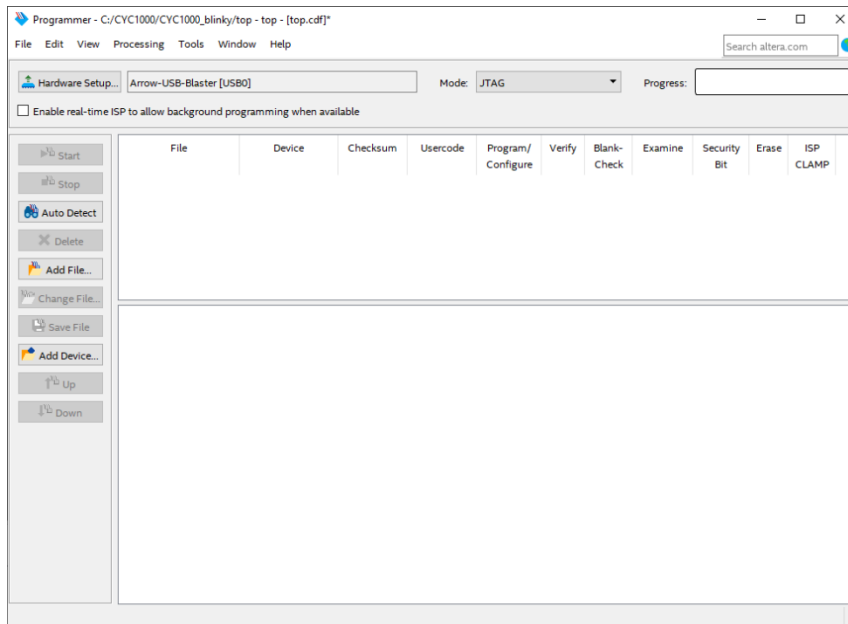 Programmer - C:/CYC1000/CYC1000_blinky/top - top - [top.cdf]*
File Edit View Processing Tools Window Help
Search altera.com
Hardware Setup... Arrow-USB-Blaster [USB0] Mode: JTAG Progress:
Enable real-time ISP to allow background programming when available
File Device Checksum Usercode Program/ Configure Verify Blank- Check Examine Security Bit Erase ISP CLAMP
Start
Stop
Auto Detect
Delete
Add File...
Change File...
Save File
Add Device...
Up
Down